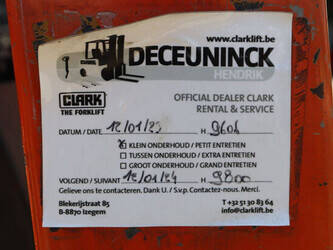 www.clarklift.be
DECEUNINCK
HENDRIK
CLARK
THE FORKLIFT
OFFICIAL DEALER CLARK
RENTAL & SERVICE
DATUM / DATE : 12/01/23 H 9604
KLEIN ONDERHOUD / PETIT ENTRETIEN
TUSSEN ONDERHOUD / EXTRA ENTRETIEN
GROOT ONDERHOUD / GRAND ENTRETIEN
VOLGEND / SUIVANT 12/01/24 H 9800
Gelieve ons te contacteren. Dank U. / S.v.p. Contactez-nous. Merci.
Blekerijstraat 85 T +32 51 30 83 64
B-8870 Izegem info@clarklift.be